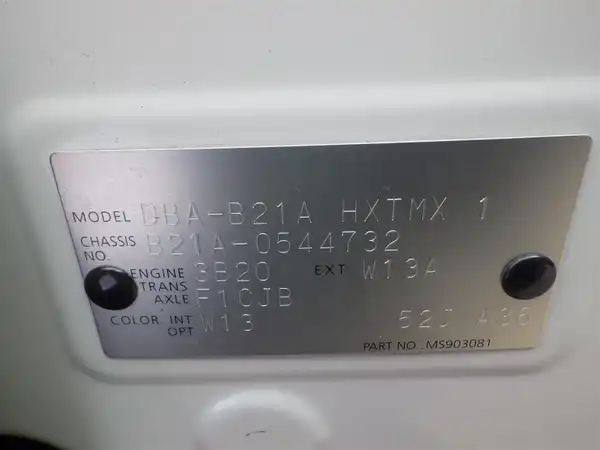 MODEL DBA-B21A HXTMX 1
CHASSIS NO. B21A-0544732
ENGINE 3B20 EXT W13A
TRANS AXLE F1CJB
COLOR INT OPT W13 52J 436
PART NO. MS903081